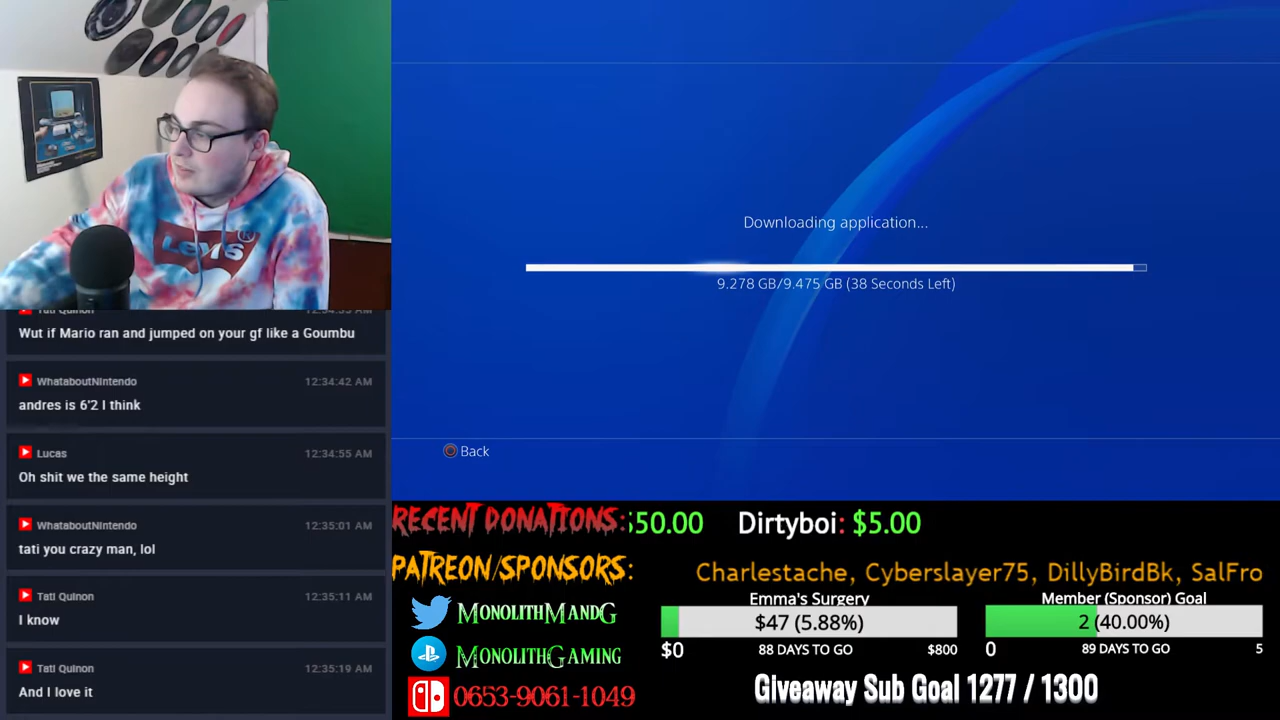 Levi's
®
Tati Quinon
Wut if Mario ran and jumped on your gf like a Goumbu
WhataboutNintendo 12:34:42 AM
andres is 6'2 I think
Lucas 12:34:55 AM
Oh shit we the same height
WhataboutNintendo 12:35:01 AM
tati you crazy man, lol
Tati Quinon 12:35:11 AM
I know
Tati Quinon 12:35:19 AM
And I love it
Downloading application...
9.278 GB/9.475 GB (38 Seconds Left)
Back
RECENT DONATIONS: $50.00 Dirtyboi: $5.00
PATREON/SPONSORS: Charlestache, Cyberslayer75, DillyBirdBk, SalFro
MonolithMandG
MonolithGaming
0653-9061-1049
Emma's Surgery
$47 (5.88%)
$0 88 DAYS TO GO $800
Member (Sponsor) Goal
2 (40.00%)
0 89 DAYS TO GO 5
Giveaway Sub Goal 1277 / 1300